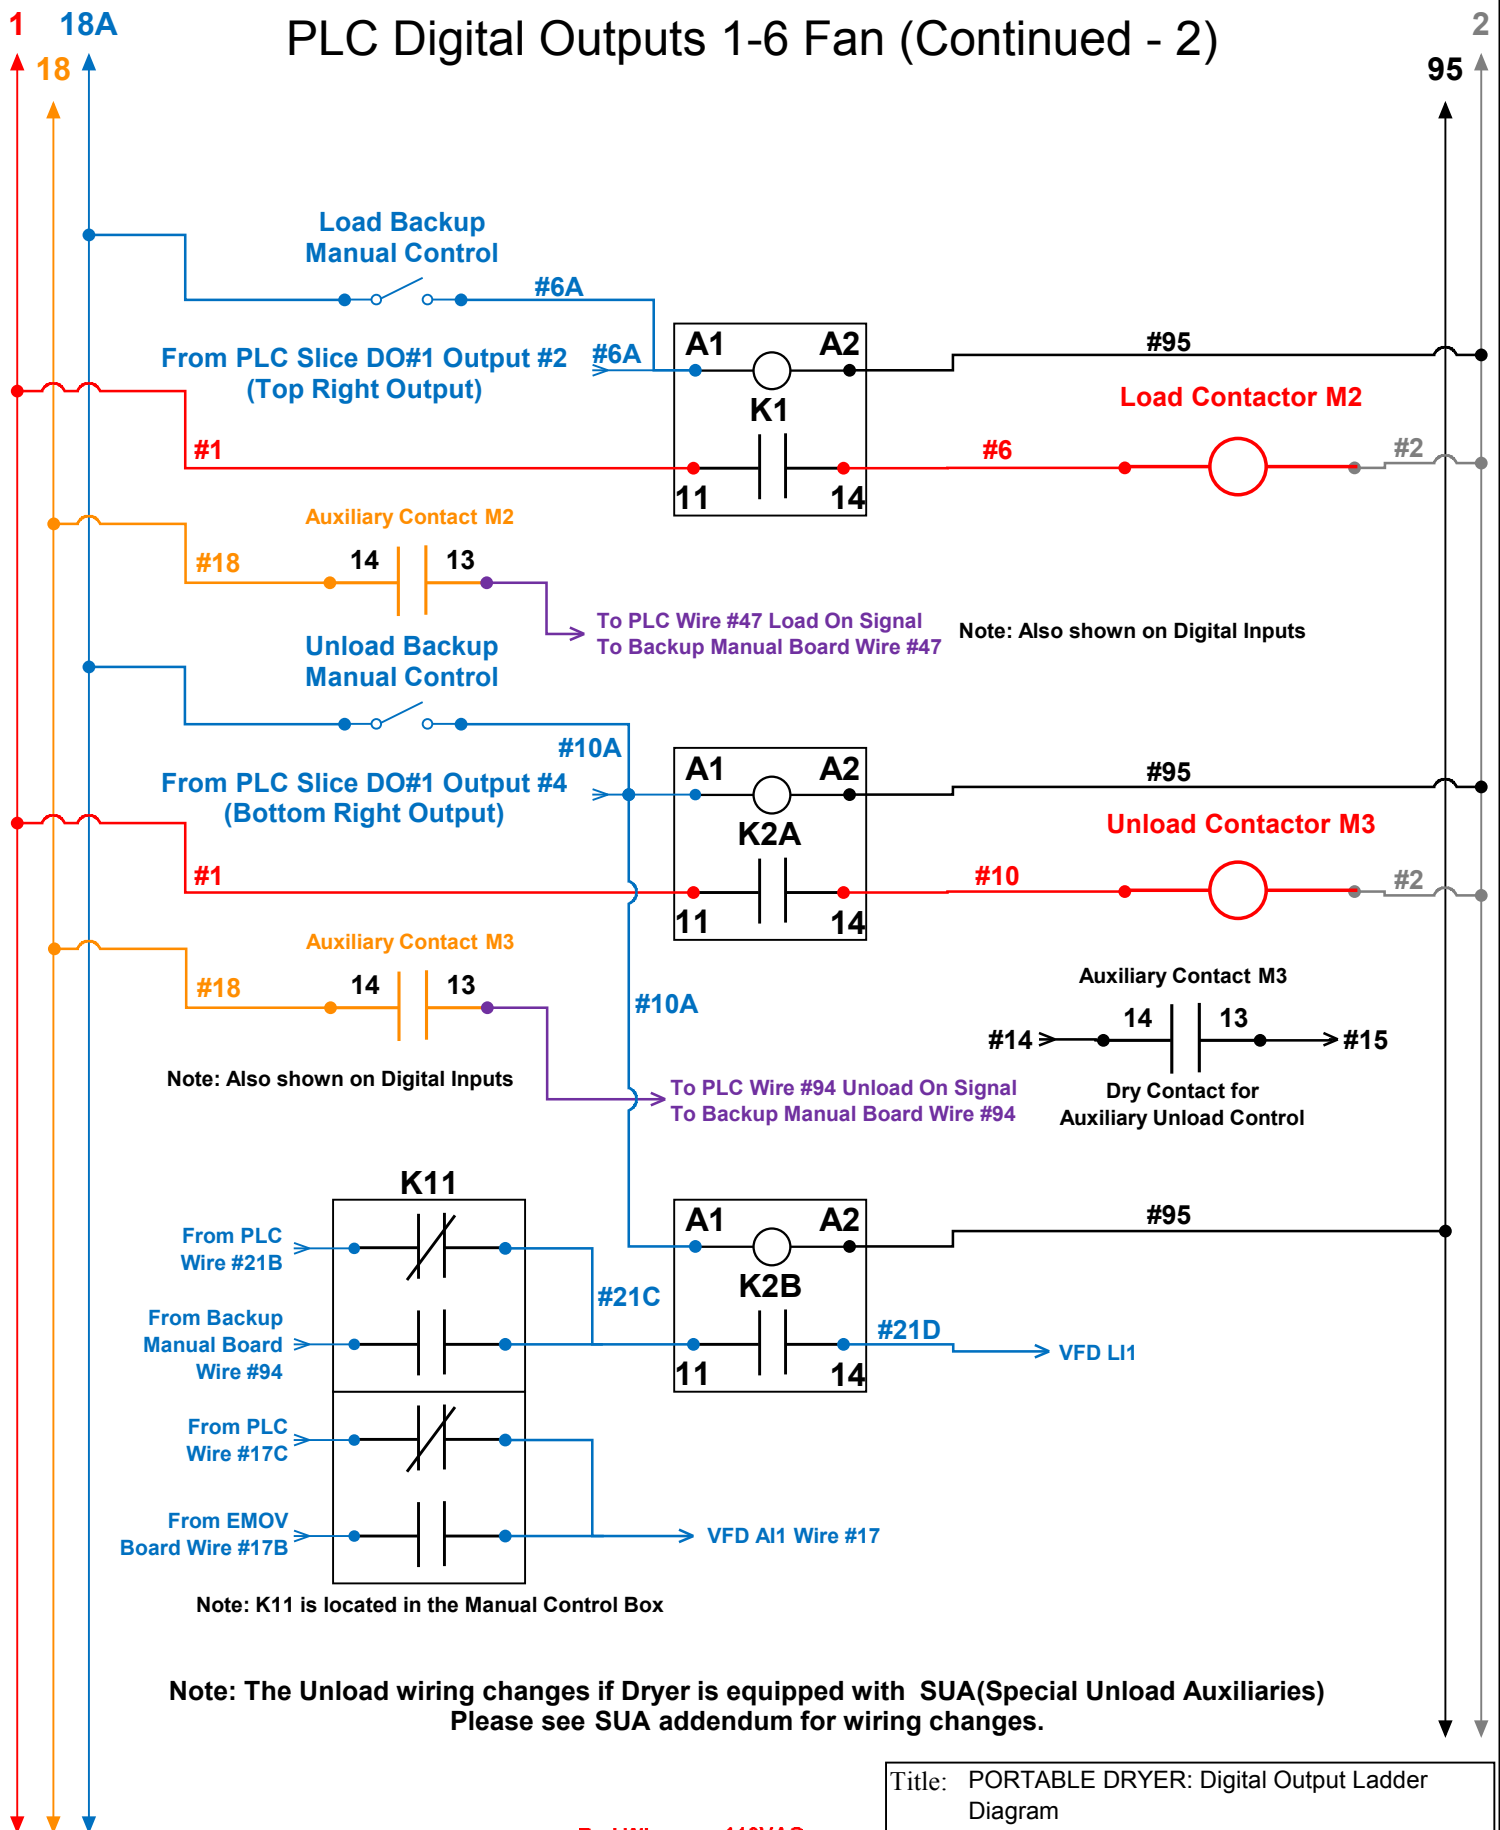 1
18A
PLC Digital Outputs 1-6 Fan (Continued - 2)
2
18
95
Load Backup
Manual Control
#6A
From PLC Slice DO#1 Output #2
(Top Right Output)
#6A
A1
A2
K1
11
14
#95
Load Contactor M2
#1
#6
#2
Auxiliary Contact M2
#18
14
13
To PLC Wire #47 Load On Signal
To Backup Manual Board Wire #47
Note: Also shown on Digital Inputs
Unload Backup
Manual Control
#10A
From PLC Slice DO#1 Output #4
(Bottom Right Output)
A1
A2
K2A
11
14
#95
Unload Contactor M3
#1
#10
#2
Auxiliary Contact M3
#18
14
13
#10A
Note: Also shown on Digital Inputs
To PLC Wire #94 Unload On Signal
To Backup Manual Board Wire #94
Auxiliary Contact M3
#14
14
13
#15
Dry Contact for
Auxiliary Unload Control
K11
From PLC
Wire #21B
From Backup
Manual Board
Wire #94
#21C
A1
A2
K2B
11
14
#95
#21D
VFD LI1
From PLC
Wire #17C
From EMOV
Board Wire #17B
VFD AI1 Wire #17
Note: K11 is located in the Manual Control Box
Note: The Unload wiring changes if Dryer is equipped with SUA(Special Unload Auxiliaries)
Please see SUA addendum for wiring changes.
Title: PORTABLE DRYER: Digital Output Ladder
Diagram